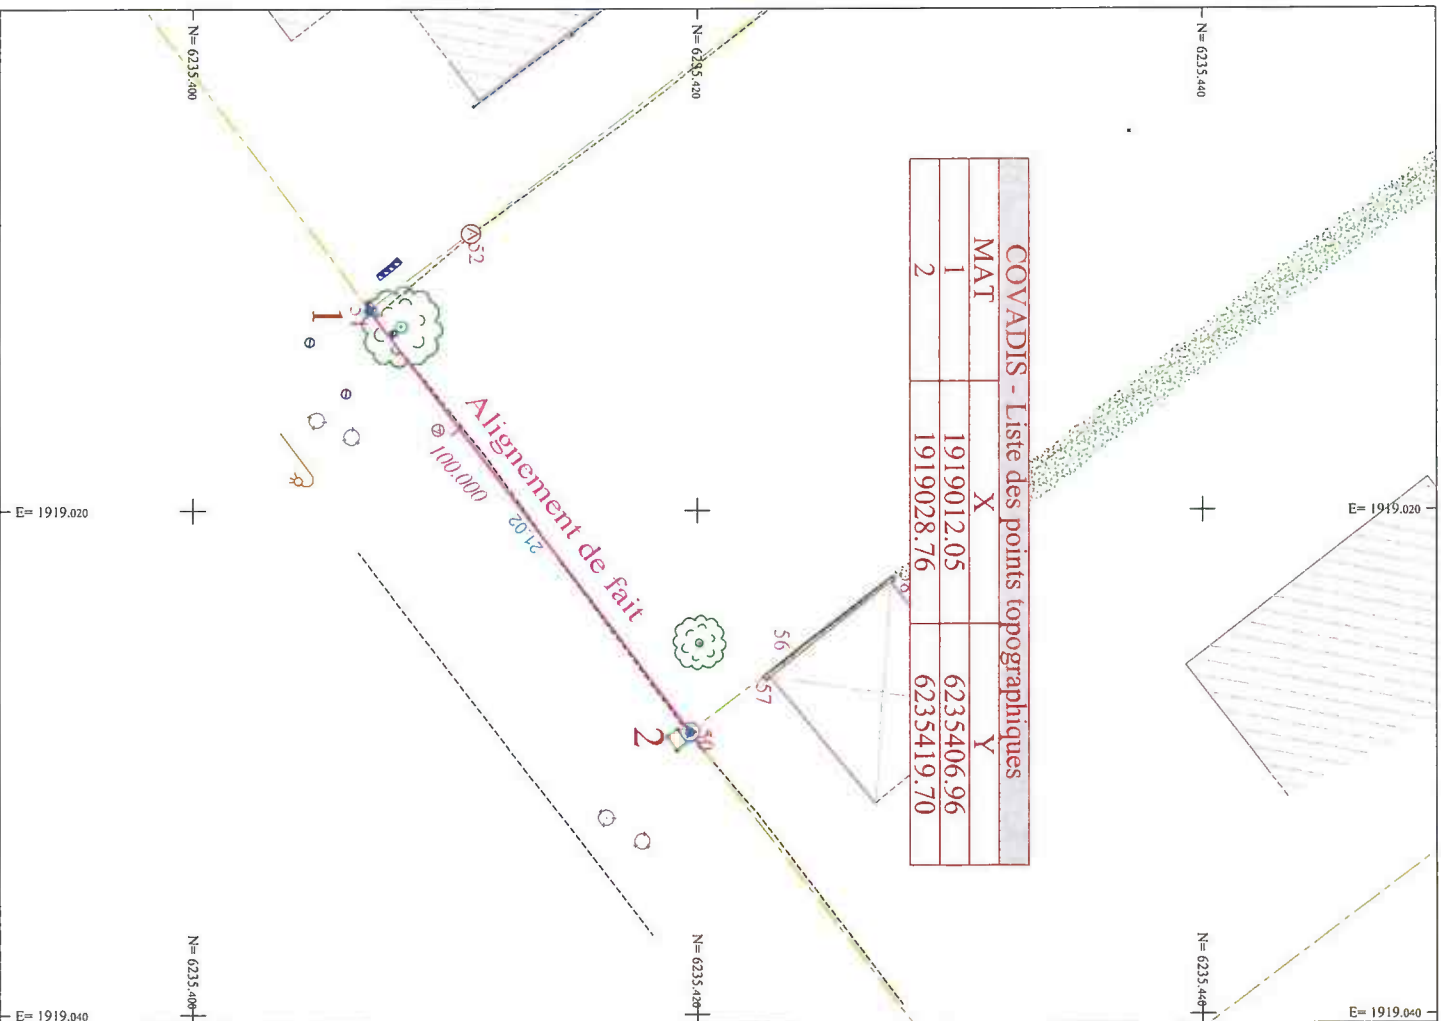 N= 6235.400
N= 6235.420
N= 6235.440
COVADIS - Liste des points topographiques
MAT X Y
1 1919012.05 6235406.96
2 1919028.76 6235419.70
52
1
100.000
Alignement de fait
21.02
E= 1919.020
E= 1919.020
56
57
50
2
N= 6235.400
N= 6235.420
N= 6235.440
E= 1919.040
E= 1919.040